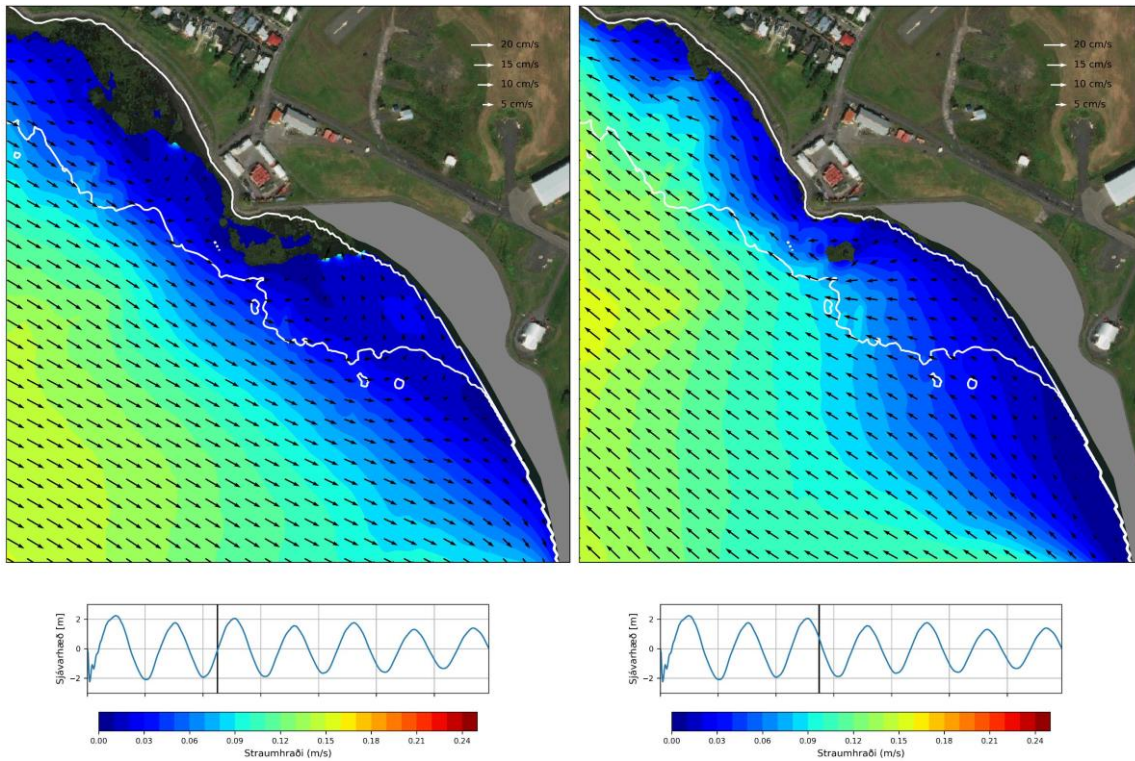 20 cm/s
15 cm/s
10 cm/s
5 cm/s
20 cm/s
15 cm/s
10 cm/s
5 cm/s
Sjávarhæð [m]
2
0
−2
Sjávarhæð [m]
2
0
−2
0.00 0.03 0.06 0.09 0.12 0.15 0.18 0.21 0.24
Straumhraði (m/s)
0.00 0.03 0.06 0.09 0.12 0.15 0.18 0.21 0.24
Straumhraði (m/s)